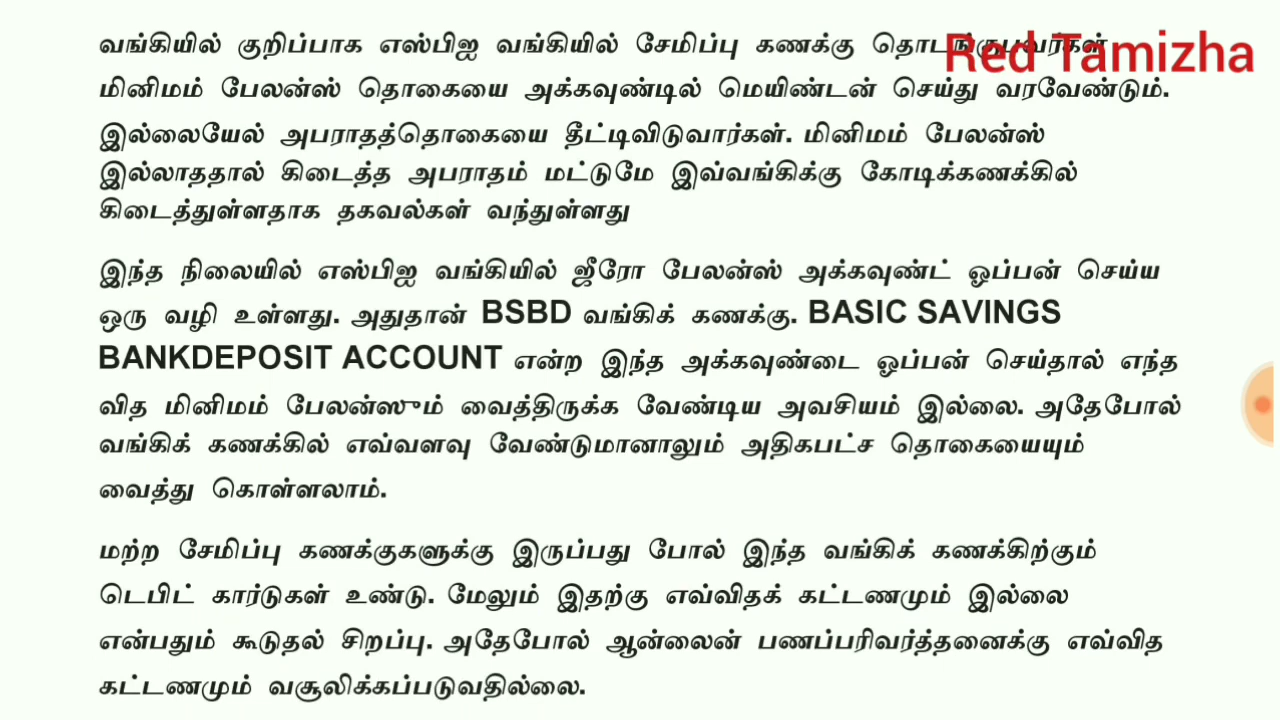 வங்கியில் குறிப்பாக எஸ்பிஐ வங்கியில் சேமிப்பு கணக்கு தொடங்குபவர்கள்
Red Tamizha
மினிமம் பேலன்ஸ் தொகையை அக்கவுண்டில் மெயிண்டன் செய்து வரவேண்டும்.
இல்லையேல் அபராதத்தொகையை தீட்டிவிடுவார்கள். மினிமம் பேலன்ஸ்
இல்லாததால் கிடைத்த அபராதம் மட்டுமே இவ்வங்கிக்கு கோடிக்கணக்கில்
கிடைத்துள்ளதாக தகவல்கள் வந்துள்ளது
இந்த நிலையில் எஸ்பிஐ வங்கியில் ஜீரோ பேலன்ஸ் அக்கவுண்ட் ஓப்பன் செய்ய
ஒரு வழி உள்ளது. அதுதான் BSBD வங்கிக் கணக்கு. BASIC SAVINGS
BANKDEPOSIT ACCOUNT என்ற இந்த அக்கவுண்டை ஓப்பன் செய்தால் எந்த
வித மினிமம் பேலன்ஸும் வைத்திருக்க வேண்டிய அவசியம் இல்லை. அதேபோல்
வங்கிக் கணக்கில் எவ்வளவு வேண்டுமானாலும் அதிகபட்ச தொகையையும்
வைத்து கொள்ளலாம்.
மற்ற சேமிப்பு கணக்குகளுக்கு இருப்பது போல் இந்த வங்கிக் கணக்கிற்கும்
டெபிட் கார்டுகள் உண்டு. மேலும் இதற்கு எவ்விதக் கட்டணமும் இல்லை
என்பதும் கூடுதல் சிறப்பு. அதேபோல் ஆன்லைன் பணப்பரிவர்த்தனைக்கு எவ்வித
கட்டணமும் வசூலிக்கப்படுவதில்லை.